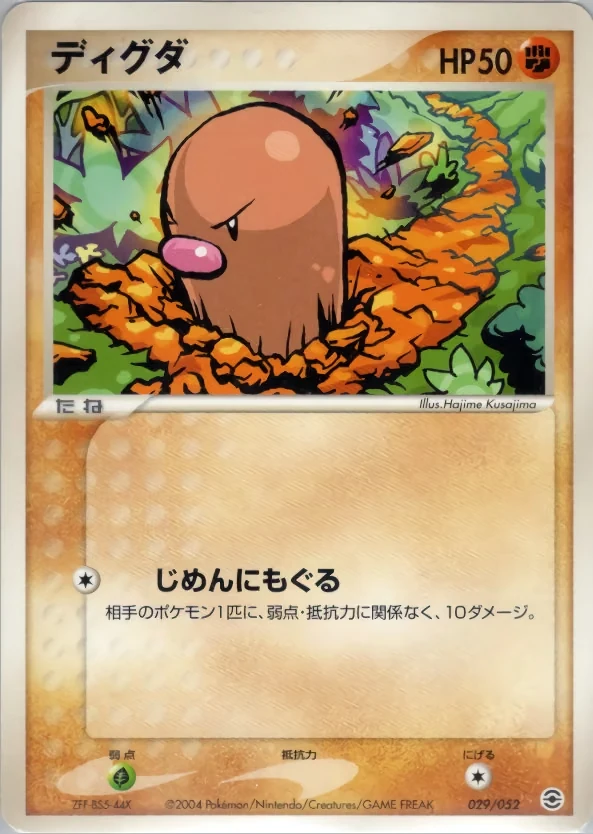 ディグダ
HP50
Illus.Hajime Kusajima
たね
じめんにもぐる
相手のポケモン1匹に、弱点・抵抗力に関係なく、10ダメージ。
弱点
抵抗力
にげる
ZFF BS5-44X
©2004 Pokémon/Nintendo/Creatures/GAME FREAK
029/052